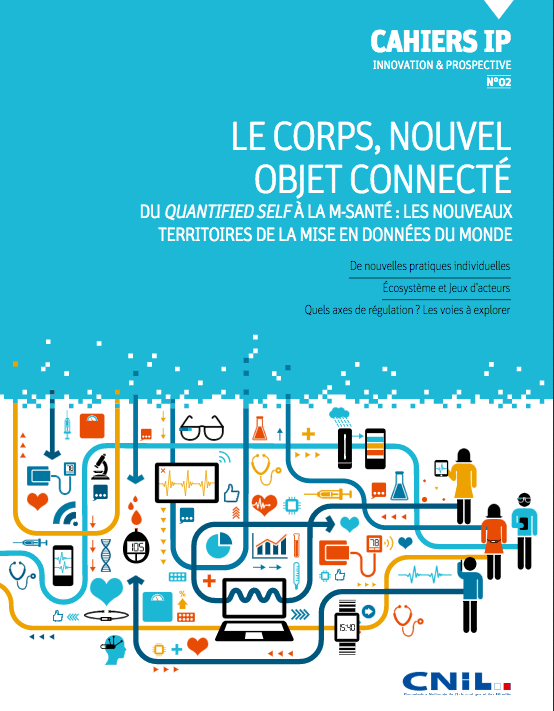 CAHIERS IP
INNOVATION & PROSPECTIVE
N°02
LE CORPS, NOUVEL
OBJET CONNECTÉ
DU QUANTIFIED SELF À LA M-SANTÉ : LES NOUVEAUX
TERRITOIRES DE LA MISE EN DONNÉES DU MONDE
De nouvelles pratiques individuelles
Écosystème et Jeux d'acteurs
Quels axes de régulation ? Les voies à explorer
78
105
78
%
15:40
CNIL